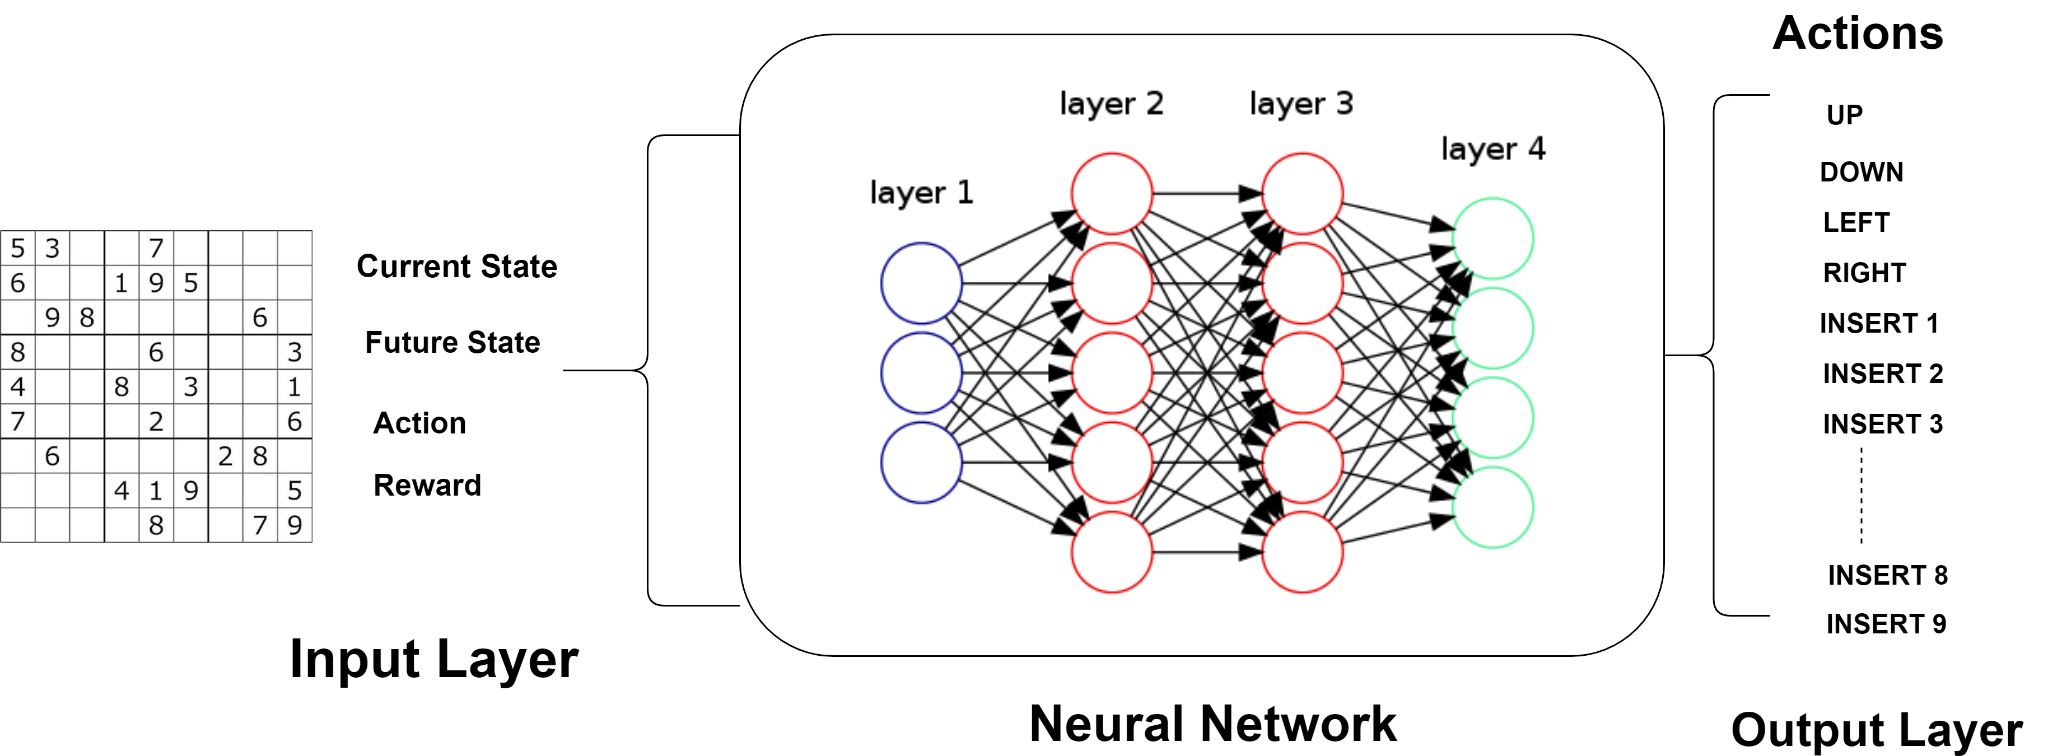 5 3 7
6 1 9 5
9 8 6
8 6 3
4 8 3 1
7 2 6
6 2 8
4 1 9 5
8 7 9
Current State
Future State
Action
Reward
Input Layer
layer 1
layer 2
layer 3
layer 4
Neural Network
Actions
UP
DOWN
LEFT
RIGHT
INSERT 1
INSERT 2
INSERT 3
INSERT 8
INSERT 9
Output Layer